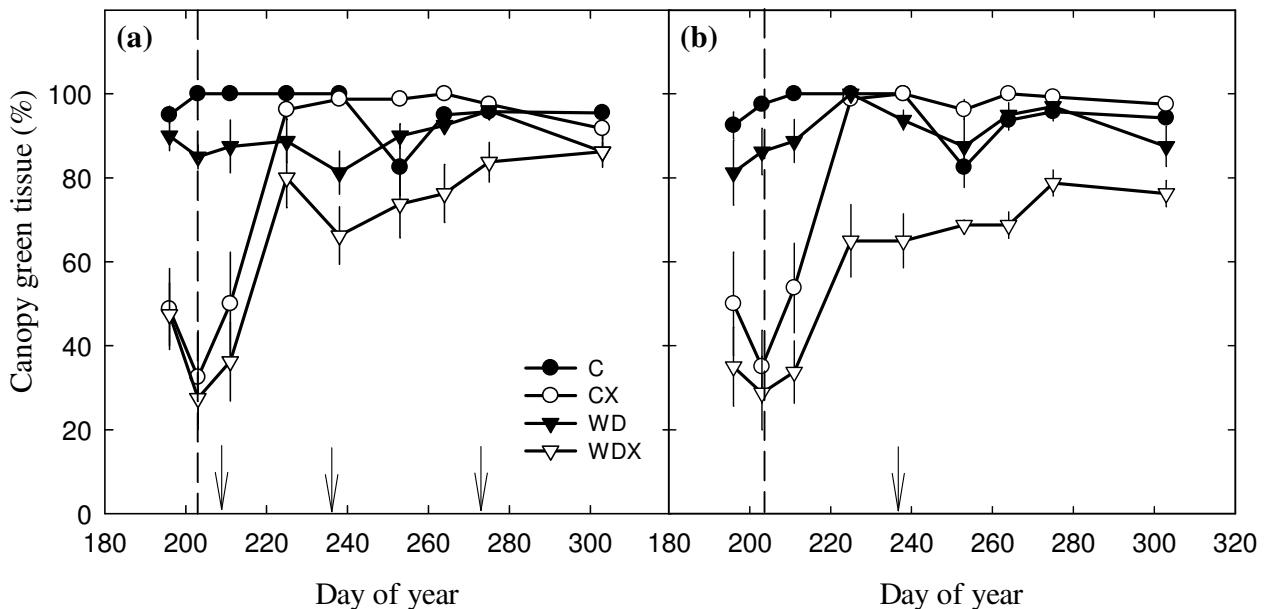 (a) (b)
Canopy green tissue (%)
100
80
60
40
20
0
C
CX
WD
WDX
180 200 220 240 260 280 300 180 200 220 240 260 280 300 320
Day of year Day of year